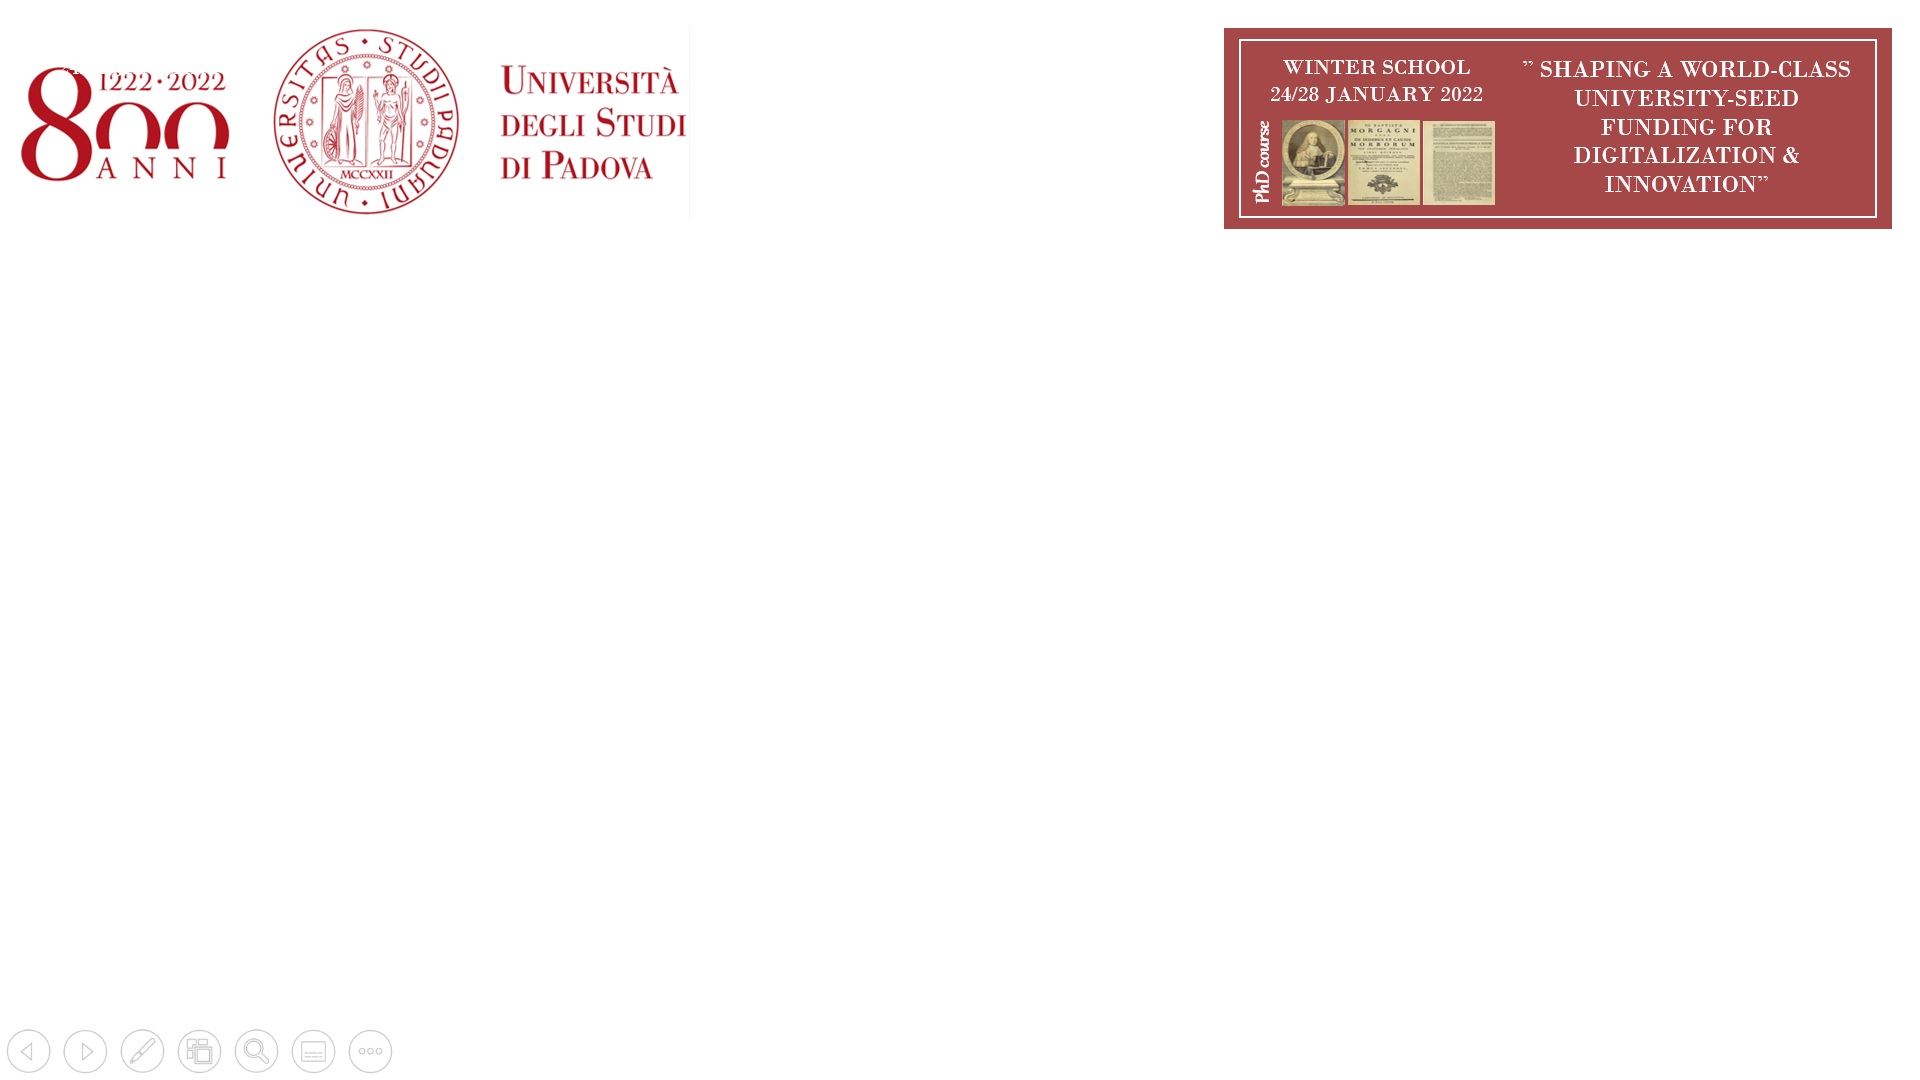 1222·2022
800
ANNI
UNIVERSITAS · STUDII PADUANI ·
MCCXXII
UNIVERSITÀ
DEGLI STUDI
DI PADOVA
WINTER SCHOOL
24/28 JANUARY 2022
PhD course
MORGAGNI
MORBORUM
” SHAPING A WORLD-CLASS
UNIVERSITY-SEED
FUNDING FOR
DIGITALIZATION &
INNOVATION”